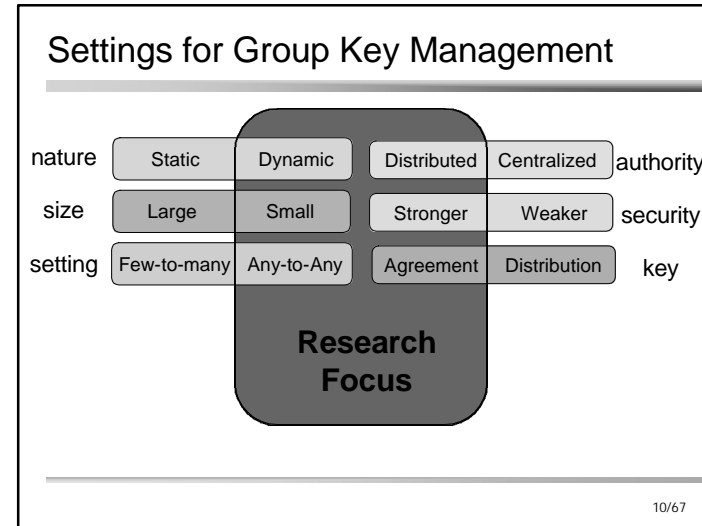 Settings for Group Key Management
nature Static Dynamic Distributed Centralized authority
size Large Small Stronger Weaker security
setting Few-to-many Any-to-Any Agreement Distribution key
Research
Focus
10/67